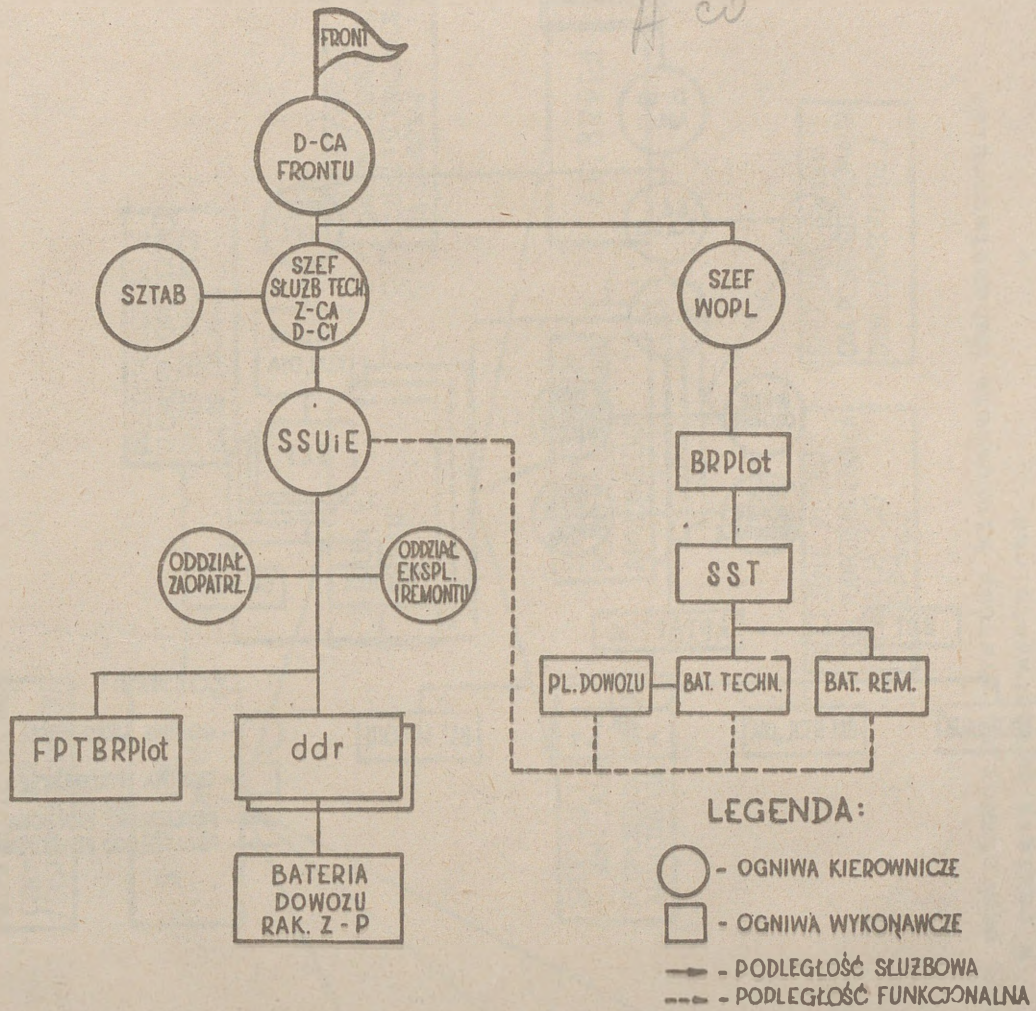 A co
FRONT
D-CA
FRONTU
SZTAB
SZEF
SŁUŻB TECH.
Z-CA
D-CY
SZEF
WOPL
SSUiE
BRPlot
ODDZIAŁ
ZAOPATRZ.
ODDZIAŁ
EKSPL.
I REMONTU
SST
PL. DOWOZU
BAT. TECHN.
BAT. REM.
FPTBRPlot
ddr
BATERIA
DOWOZU
RAK. Z-P
LEGENDA:
- OGNIWA KIEROWNICZE
- OGNIWA WYKONAWCZE
- PODLEGŁOŚĆ SŁUŻBOWA
- PODLEGŁOŚĆ FUNKCJONALNA